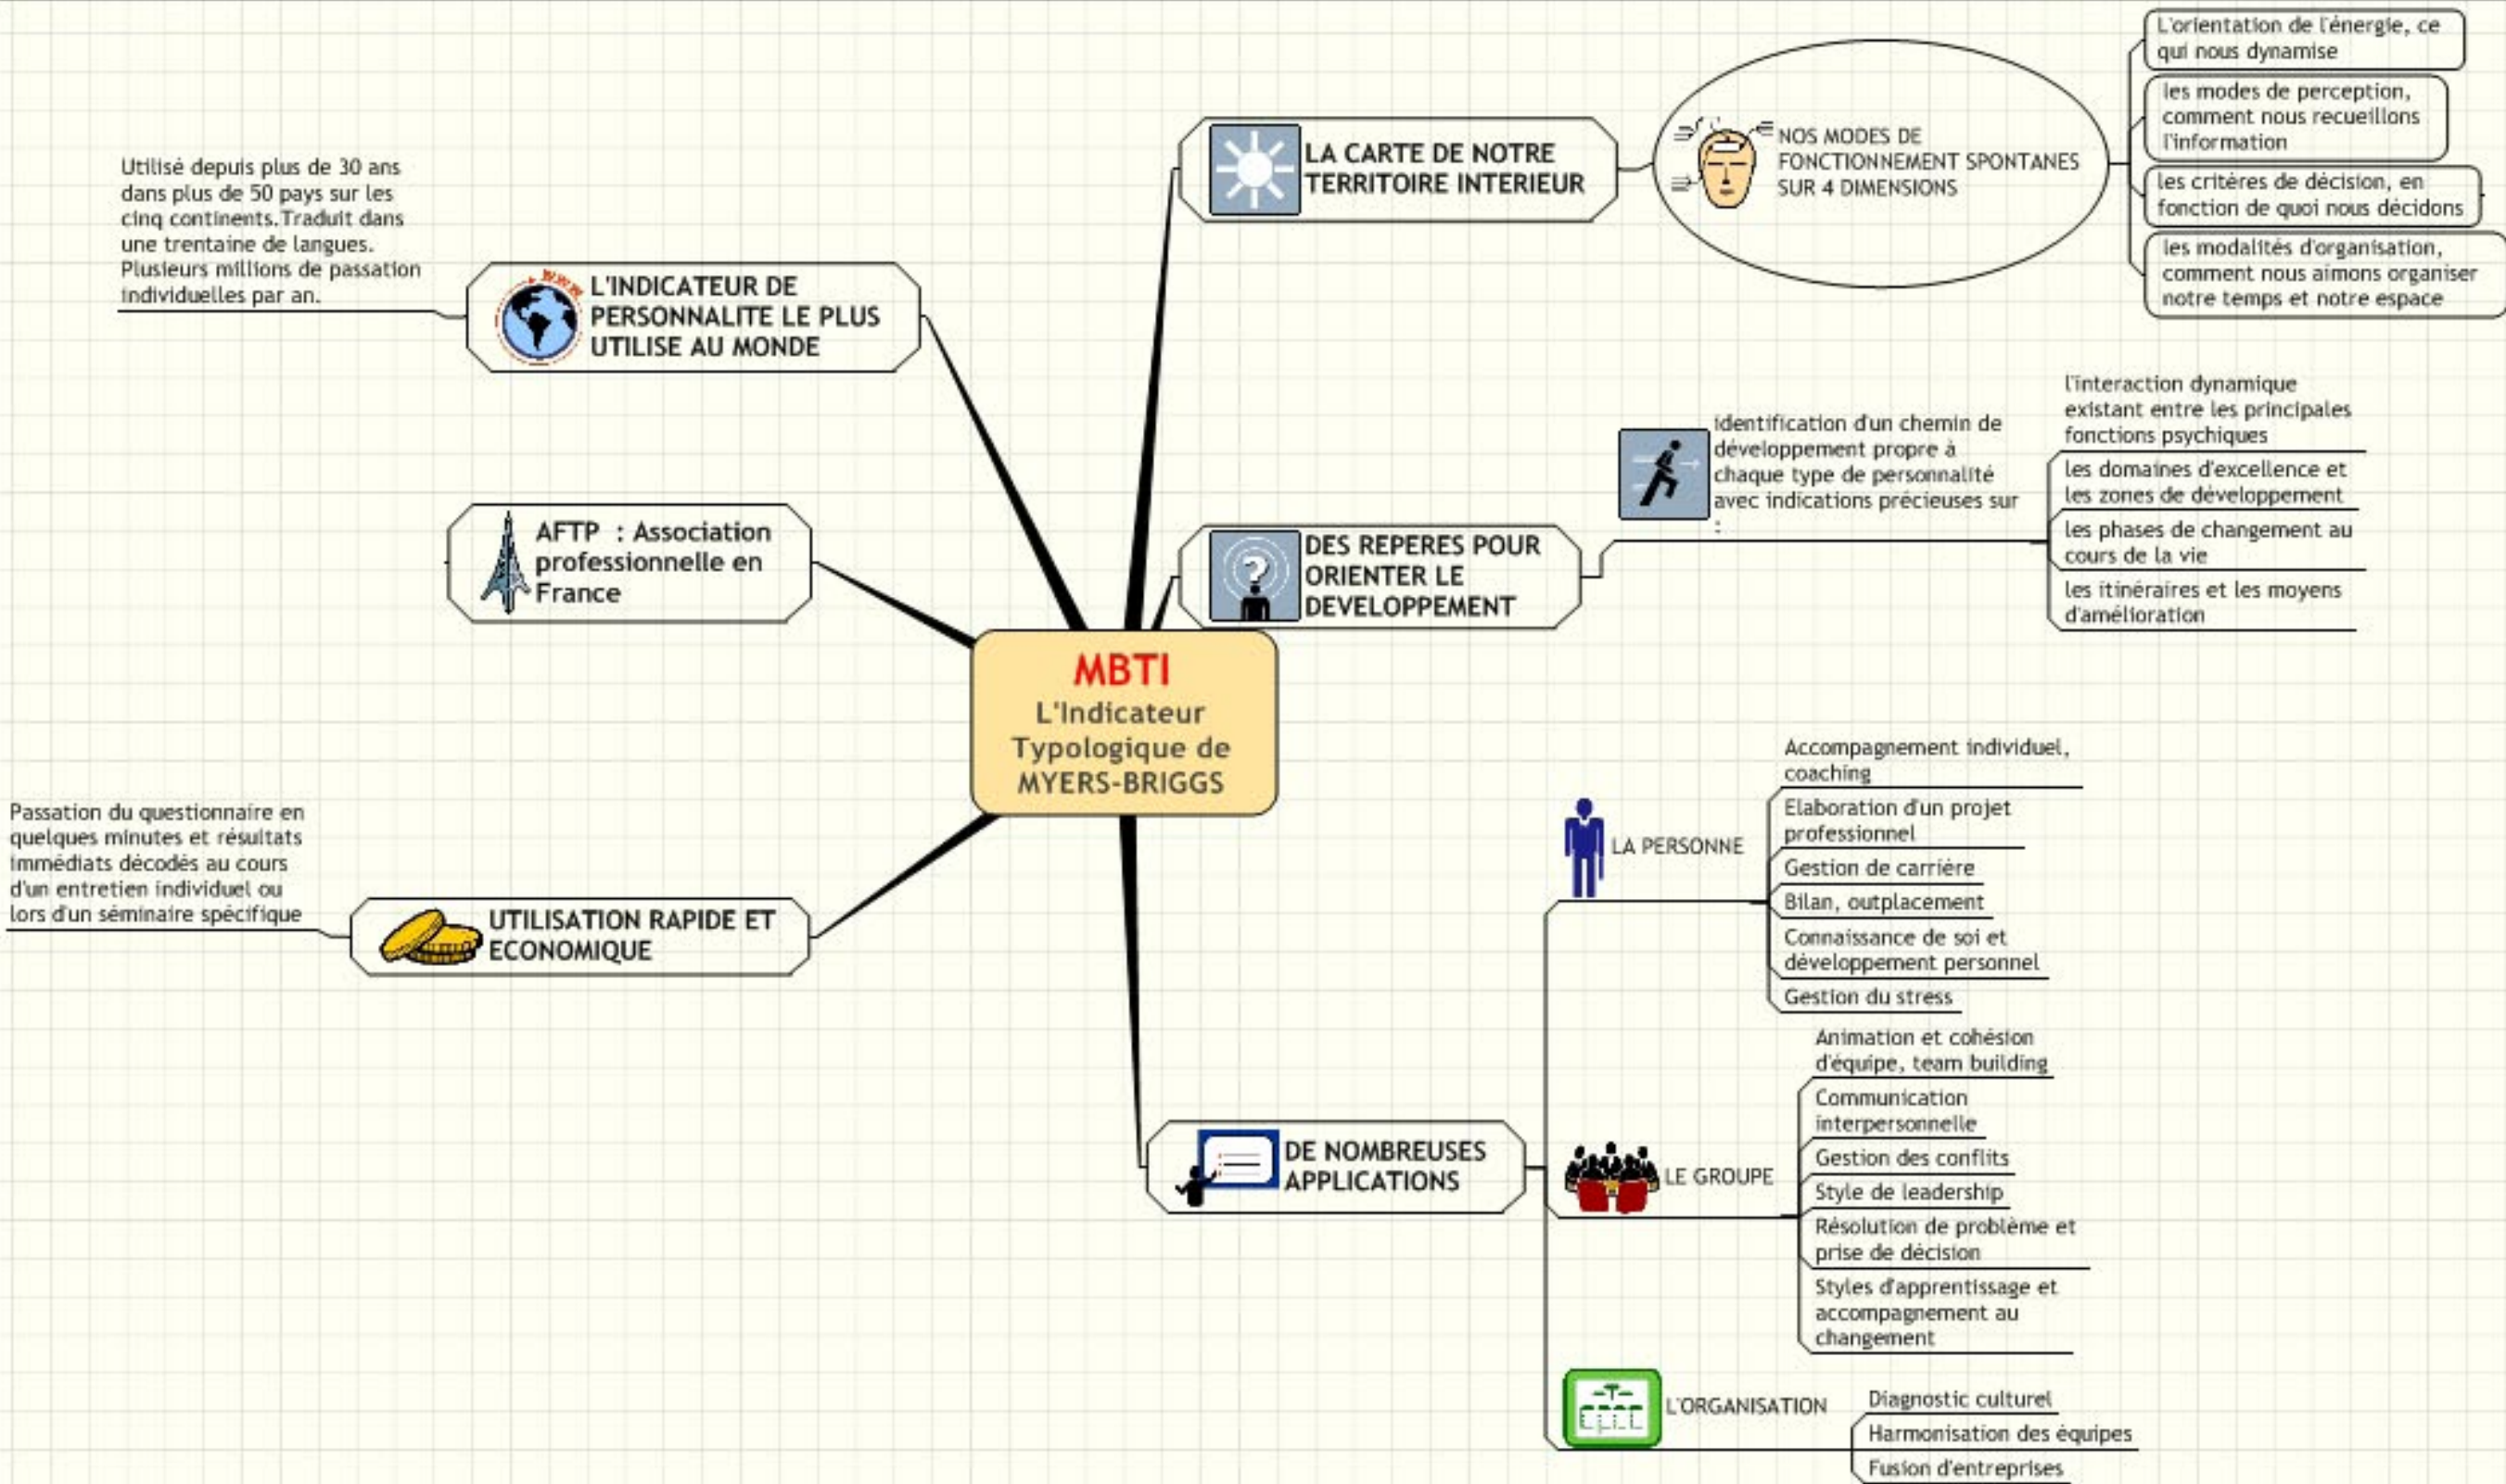 MBTI
L'Indicateur
Typologique de
MYERS-BRIGGS
LA CARTE DE NOTRE
TERRITOIRE INTERIEUR
NOS MODES DE
FONCTIONNEMENT SPONTANES
SUR 4 DIMENSIONS
L'orientation de l'énergie, ce
qui nous dynamise
les modes de perception,
comment nous recueillons
l'information
les critères de décision, en
fonction de quoi nous décidons
les modalités d'organisation,
comment nous aimons organiser
notre temps et notre espace
DES REPERES POUR
ORIENTER LE
DEVELOPPEMENT
identification d'un chemin de
développement propre à
chaque type de personnalité
avec indications précieuses sur
:
l'interaction dynamique
existant entre les principales
fonctions psychiques
les domaines d'excellence et
les zones de développement
les phases de changement au
cours de la vie
les itinéraires et les moyens
d'amélioration
DE NOMBREUSES
APPLICATIONS
LA PERSONNE
Accompagnement individuel,
coaching
Elaboration d'un projet
professionnel
Gestion de carrière
Bilan, outplacement
Connaissance de soi et
développement personnel
Gestion du stress
LE GROUPE
Animation et cohésion
d'équipe, team building
Communication
interpersonnelle
Gestion des conflits
Style de leadership
Résolution de problème et
prise de décision
Styles d'apprentissage et
accompagnement au
changement
L'ORGANISATION
Diagnostic culturel
Harmonisation des équipes
Fusion d'entreprises
WWW
L'INDICATEUR DE
PERSONNALITE LE PLUS
UTILISE AU MONDE
Utilisé depuis plus de 30 ans
dans plus de 50 pays sur les
cinq continents.Traduit dans
une trentaine de langues.
Plusieurs millions de passation
individuelles par an.
AFTP : Association
professionnelle en
France
UTILISATION RAPIDE ET
ECONOMIQUE
Passation du questionnaire en
quelques minutes et résultats
immédiats décodés au cours
d'un entretien individuel ou
lors d'un séminaire spécifique